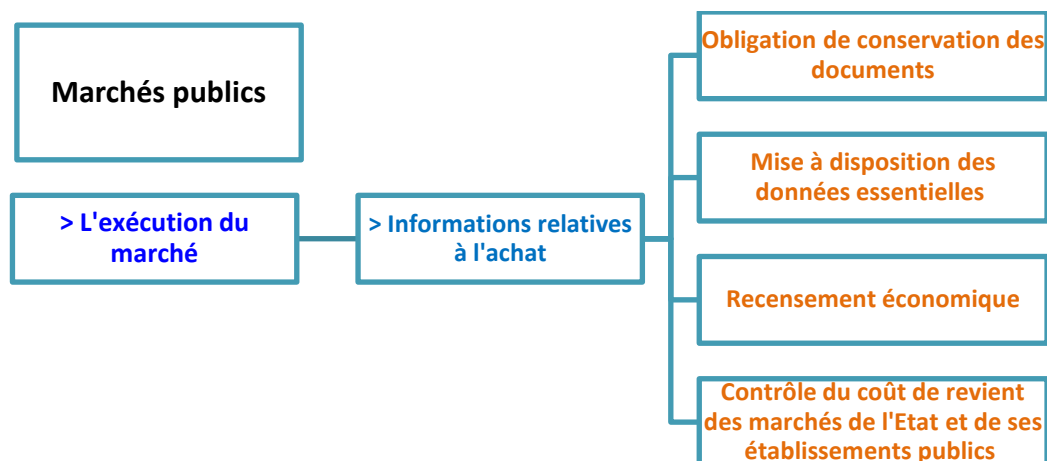 Marchés publics
> L'exécution du
marché
> Informations relatives
à l'achat
Obligation de conservation des
documents
Mise à disposition des
données essentielles
Recensement économique
Contrôle du coût de revient
des marchés de l'Etat et de ses
établissements publics